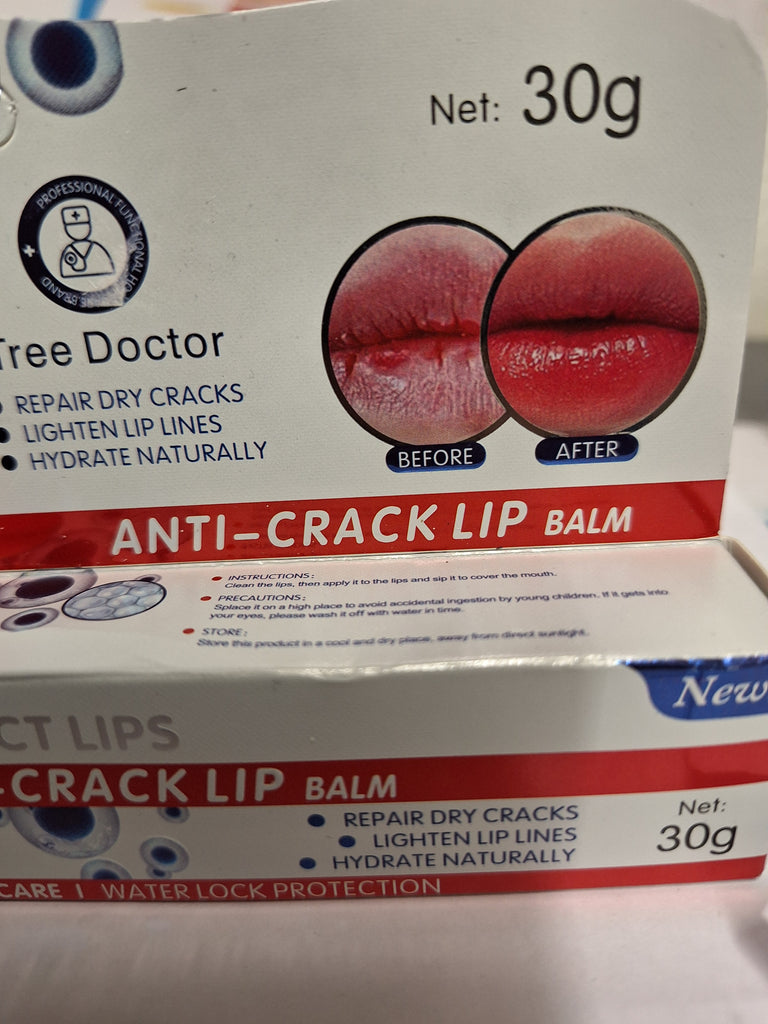 Net: 30g
PROFESSIONAL FUNCTIONAL
BRAND
Tree Doctor
REPAIR DRY CRACKS
LIGHTEN LIP LINES
HYDRATE NATURALLY
BEFORE
AFTER
ANTI-CRACK LIP BALM
INSTRUCTIONS:
Clean the lips, then apply it to the lips and sip it to cover the mouth.
PRECAUTIONS:
Splace it on a high place to avoid accidental ingestion by young children. If it gets into
your eyes, please wash it off with water in time.
STORE:
Store this product in a cool and dry place, away from direct sunlight.
New
CT LIPS
-CRACK LIP BALM
REPAIR DRY CRACKS
LIGHTEN LIP LINES
HYDRATE NATURALLY
Net:
30g
CARE | WATER LOCK PROTECTION